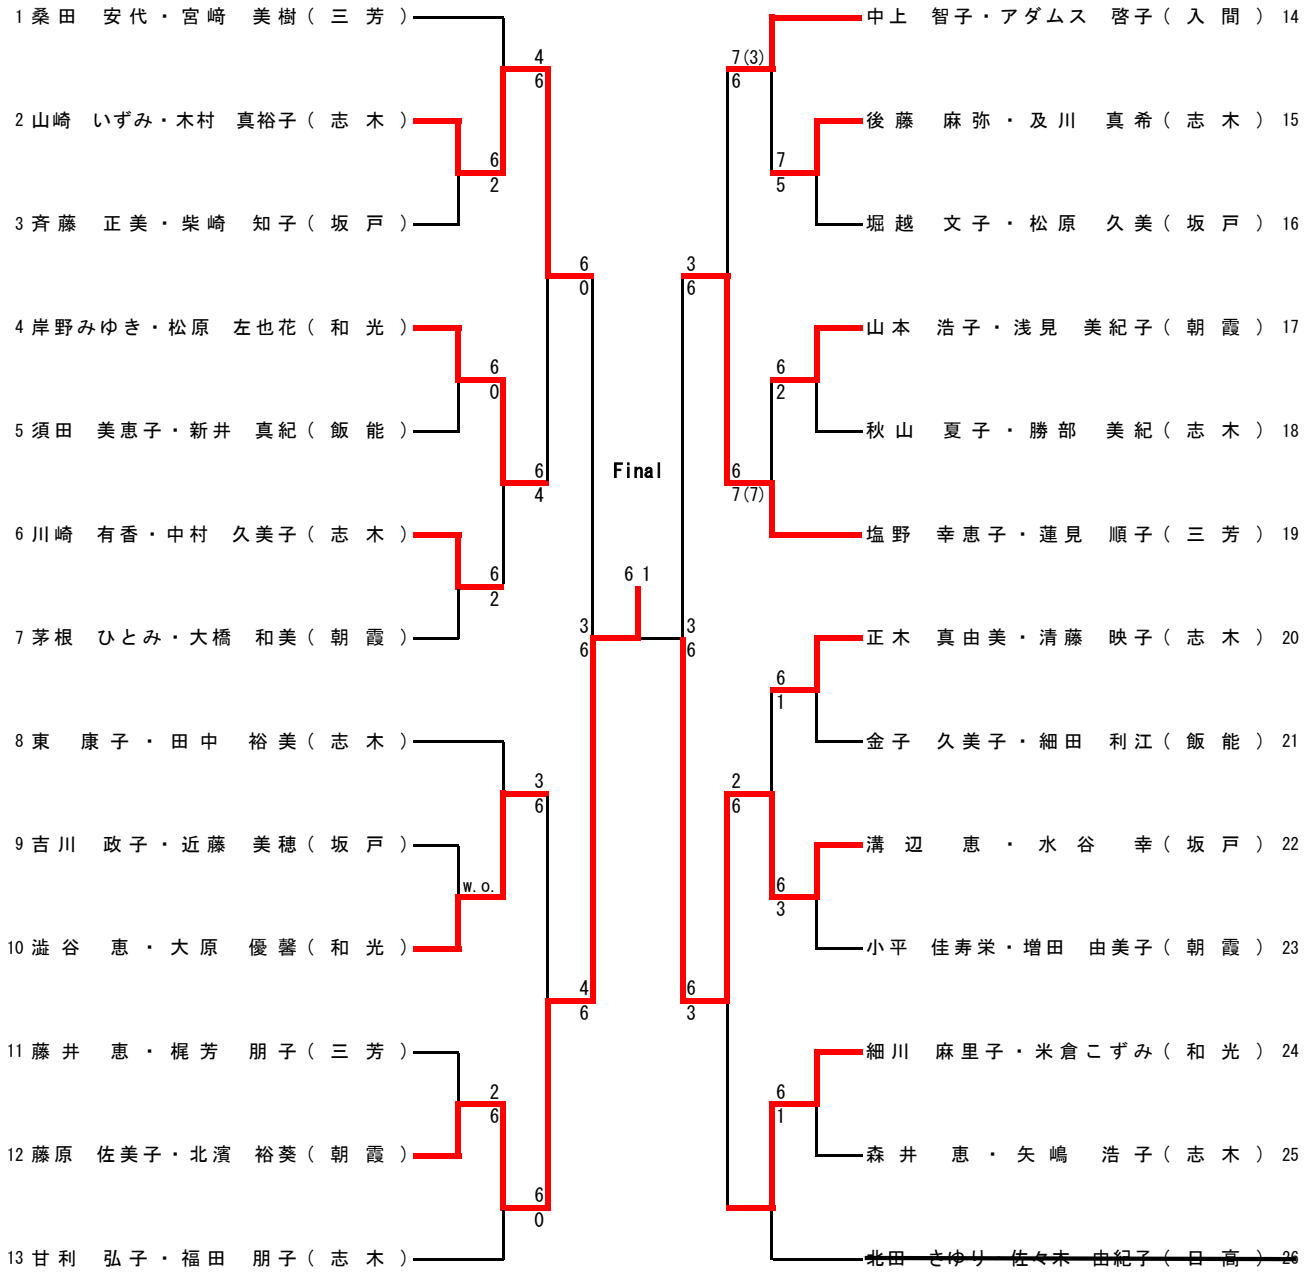 1 桑田 安代・宮﨑 美樹(三芳)
中上 智子・アダムス 啓子(入間) 14
4
6
7(3)
6
2 山崎 いずみ・木村 真裕子(志木)
後藤 麻弥・及川 真希(志木) 15
6
2
7
5
3 斉藤 正美・柴崎 知子(坂戸)
堀越 文子・松原 久美(坂戸) 16
6
0
3
6
4 岸野みゆき・松原 左也花(和光)
山本 浩子・浅見 美紀子(朝霞) 17
6
0
6
2
5 須田 美恵子・新井 真紀(飯能)
秋山 夏子・勝部 美紀(志木) 18
Final
6
4
6
7(7)
6 川崎 有香・中村 久美子(志木)
塩野 幸恵子・蓮見 順子(三芳) 19
6
2
6 1
7 茅根 ひとみ・大橋 和美(朝霞)
3
6
3
6
正木 真由美・清藤 映子(志木) 20
6
1
8 東 康子・田中 裕美(志木)
金子 久美子・細田 利江(飯能) 21
3
6
2
6
9 吉川 政子・近藤 美穂(坂戸)
溝辺 恵・水谷 幸(坂戸) 22
w.o.
6
3
10 澁谷 恵・大原 優馨(和光)
小平 佳寿栄・増田 由美子(朝霞) 23
4
6
6
3
11 藤井 恵・梶芳 朋子(三芳)
細川 麻里子・米倉こずみ(和光) 24
2
6
6
1
12 藤原 佐美子・北濱 裕葵(朝霞)
森井 恵・矢嶋 浩子(志木) 25
6
0
13 甘利 弘子・福田 朋子(志木)
北田 さゆり・佐々木 由紀子(日高) 26